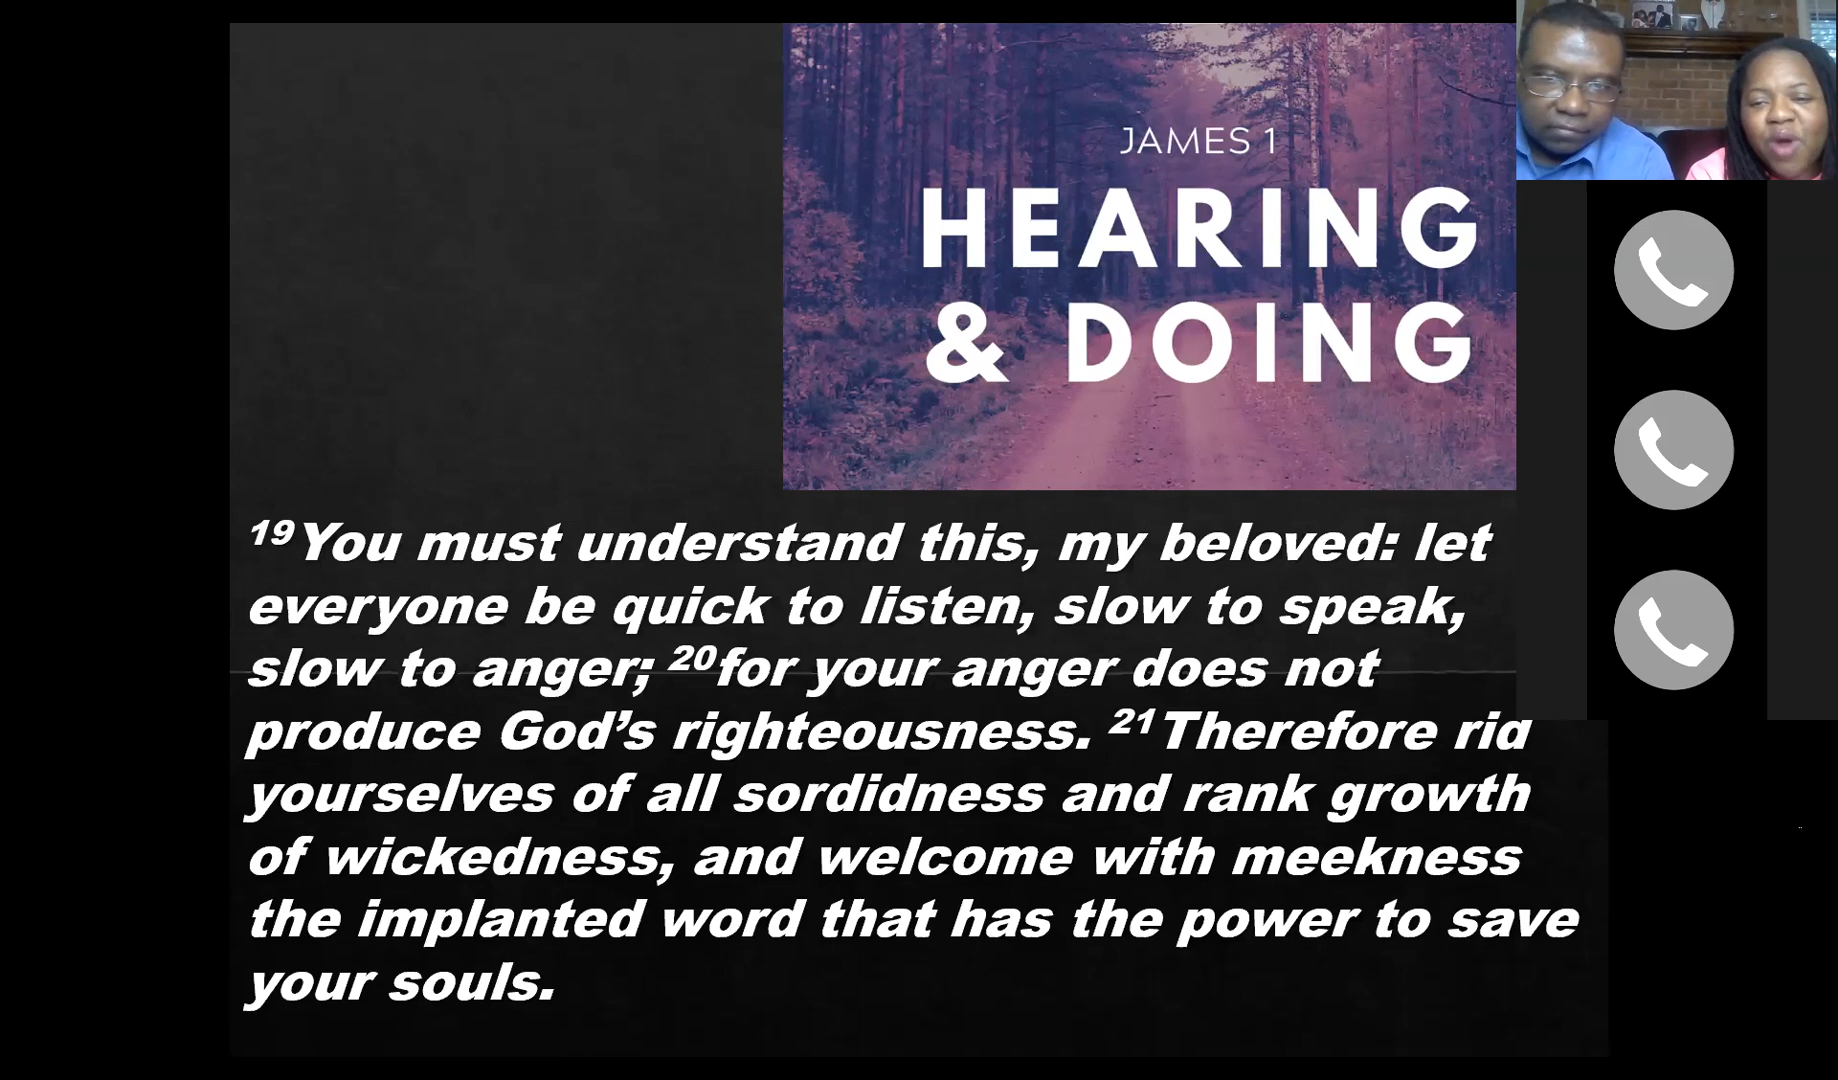 JAMES 1
HEARING
& DOING
19You must understand this, my beloved: let
everyone be quick to listen, slow to speak,
slow to anger; 20for your anger does not
produce God’s righteousness. 21Therefore rid
yourselves of all sordidness and rank growth
of wickedness, and welcome with meekness
the implanted word that has the power to save
your souls.